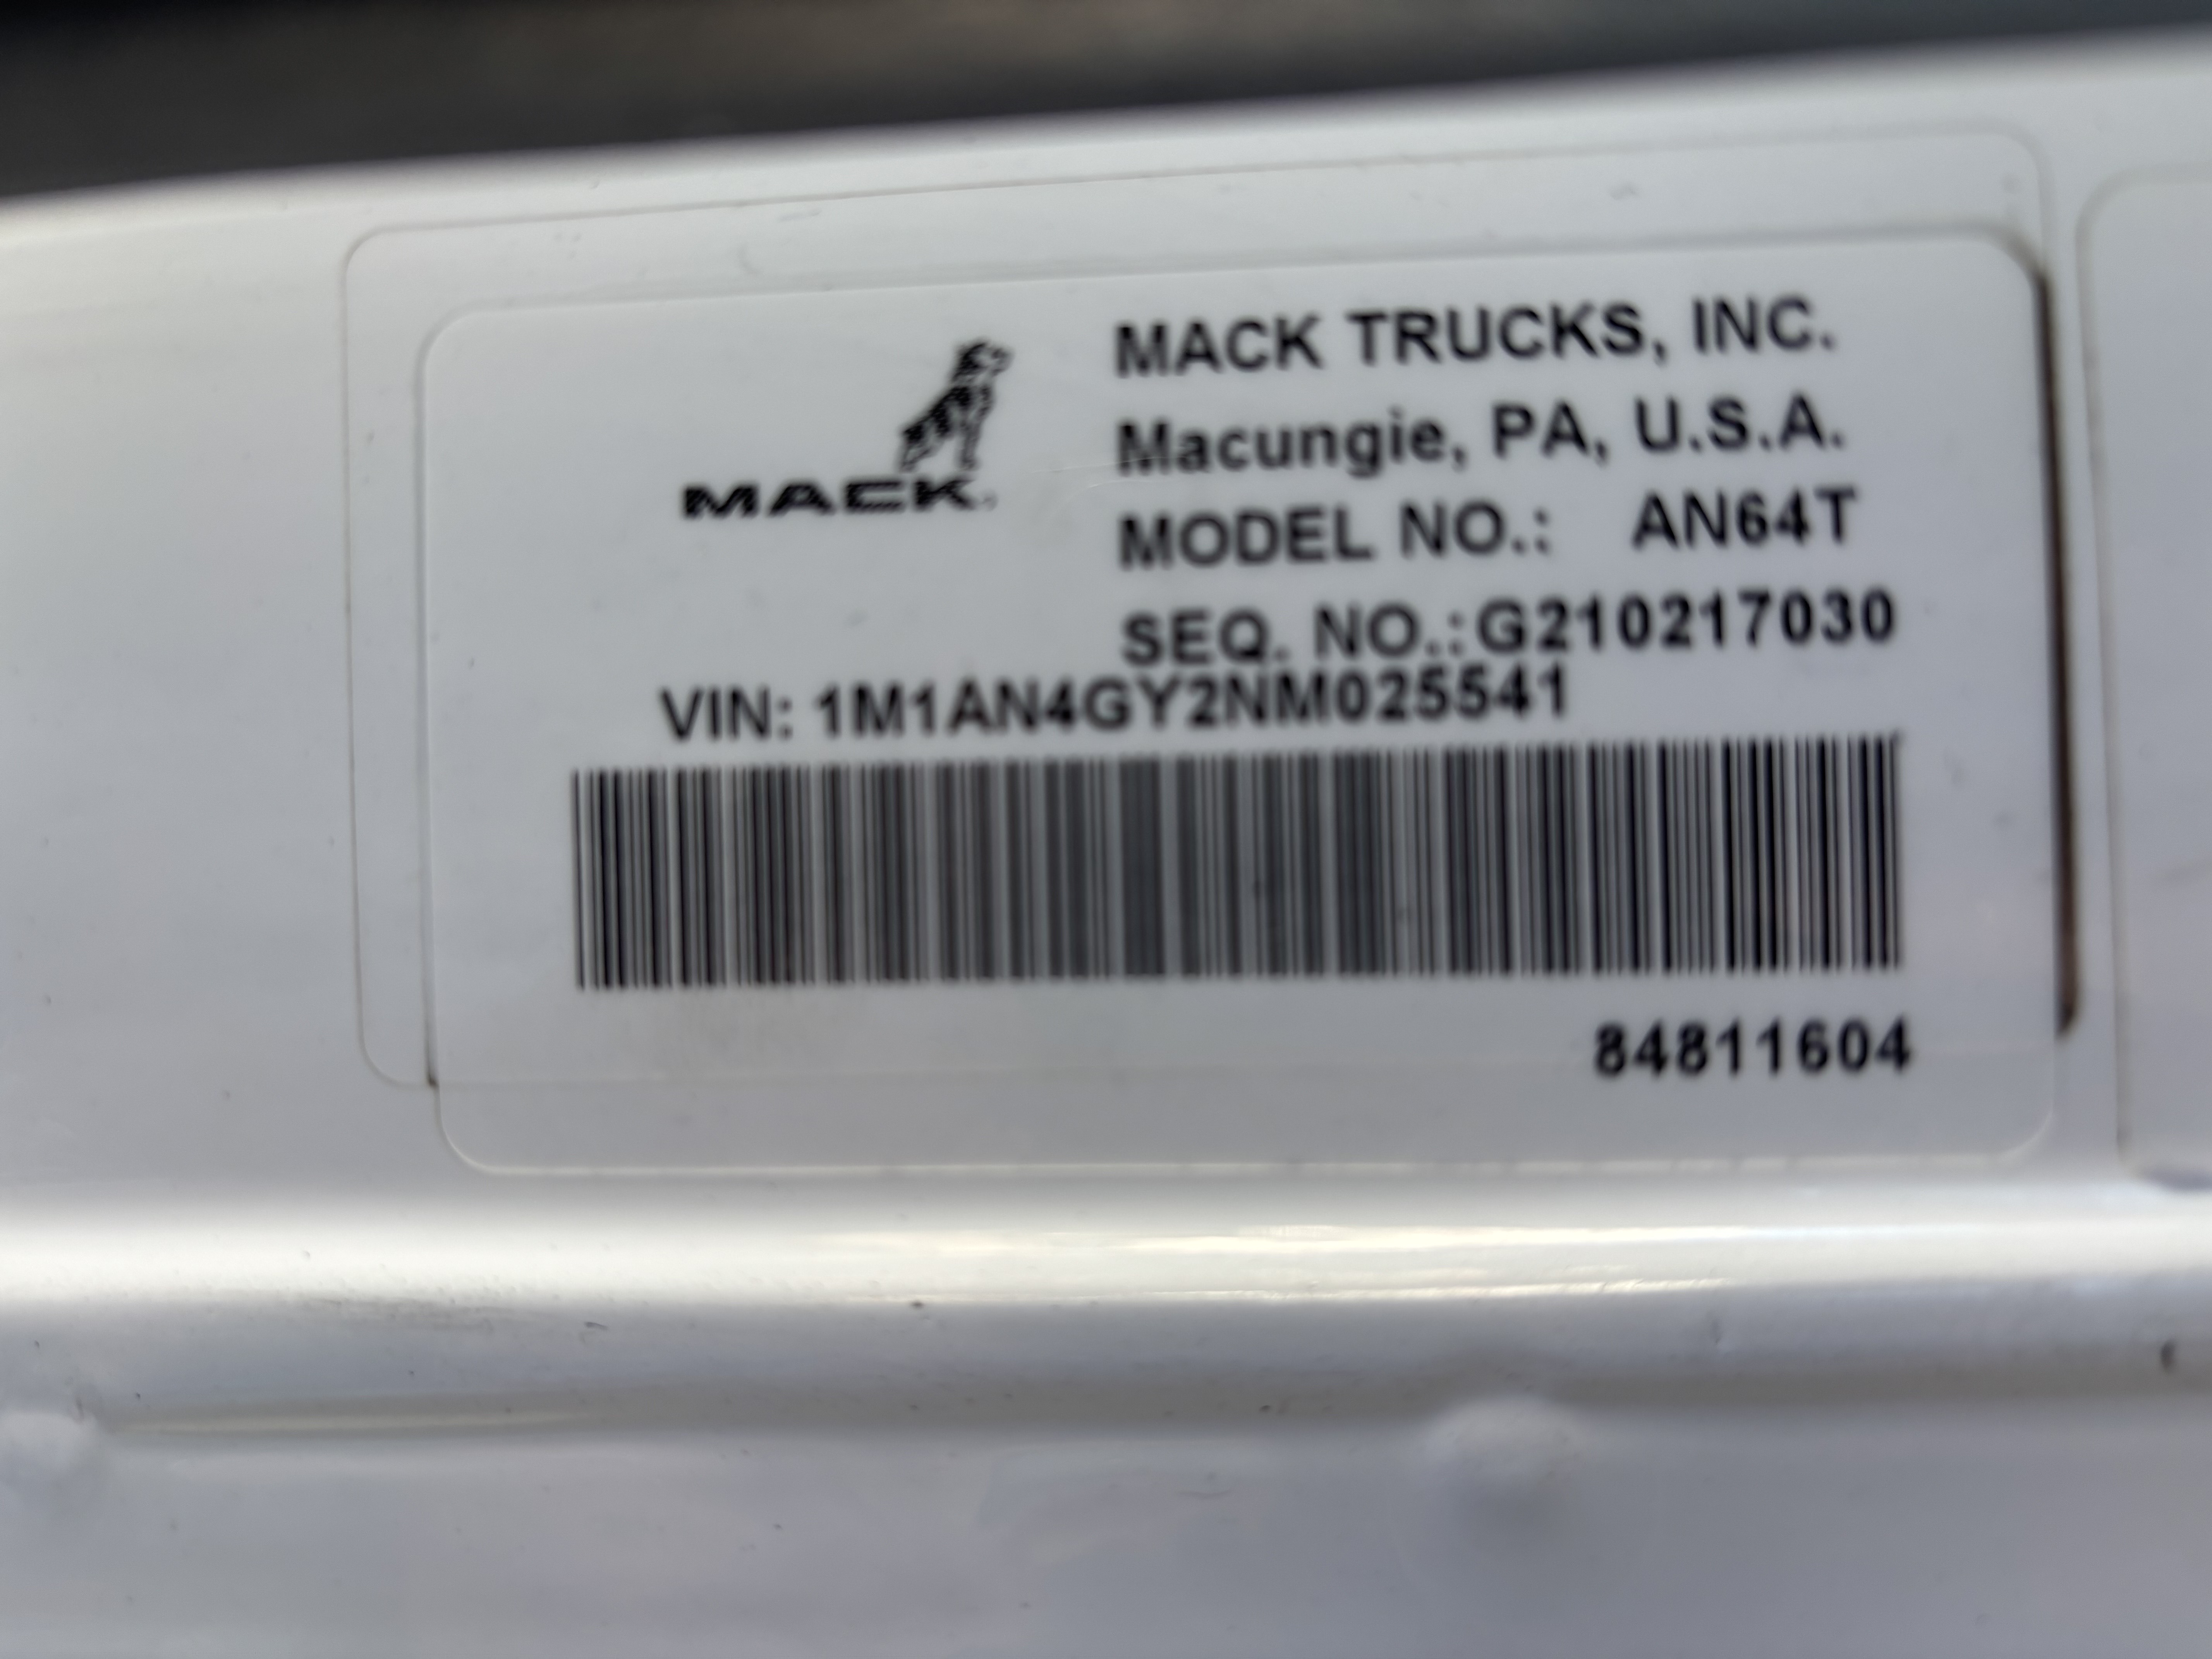 MACK
MACK TRUCKS, INC.
Macungie, PA, U.S.A.
MODEL NO.: AN64T
SEQ. NO.: G210217030
VIN: 1M1AN4GY2NM025541
84811604